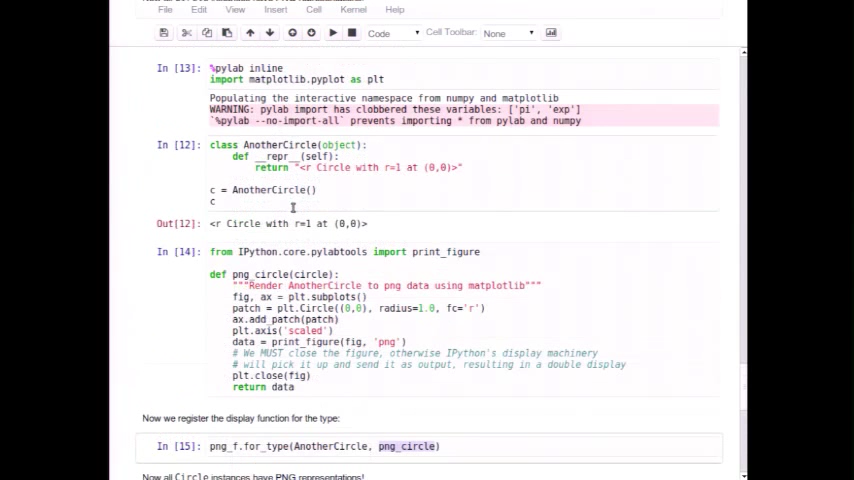 File Edit View Insert Cell Kernel Help
Code Cell Toolbar: None
In [13]: %pylab inline
import matplotlib.pyplot as plt
Populating the interactive namespace from numpy and matplotlib
WARNING: pylab import has clobbered these variables: ['pi', 'exp']
`%pylab --no-import-all` prevents importing * from pylab and numpy
In [12]: class AnotherCircle(object):
def __repr__(self):
return "<r Circle with r=1 at (0,0)>"
c = AnotherCircle()
c
Out[12]: <r Circle with r=1 at (0,0)>
In [14]: from IPython.core.pylabtools import print_figure
def png_circle(circle):
"""Render AnotherCircle to png data using matplotlib"""
fig, ax = plt.subplots()
patch = plt.Circle((0,0), radius=1.0, fc='r')
ax.add_patch(patch)
plt.axis('scaled')
data = print_figure(fig, 'png')
# We MUST close the figure, otherwise IPython's display machinery
# will pick it up and send it as output, resulting in a double display
plt.close(fig)
return data
Now we register the display function for the type:
In [15]: png_f.for_type(AnotherCircle, png_circle)
Now all Circle instances have PNG representations!